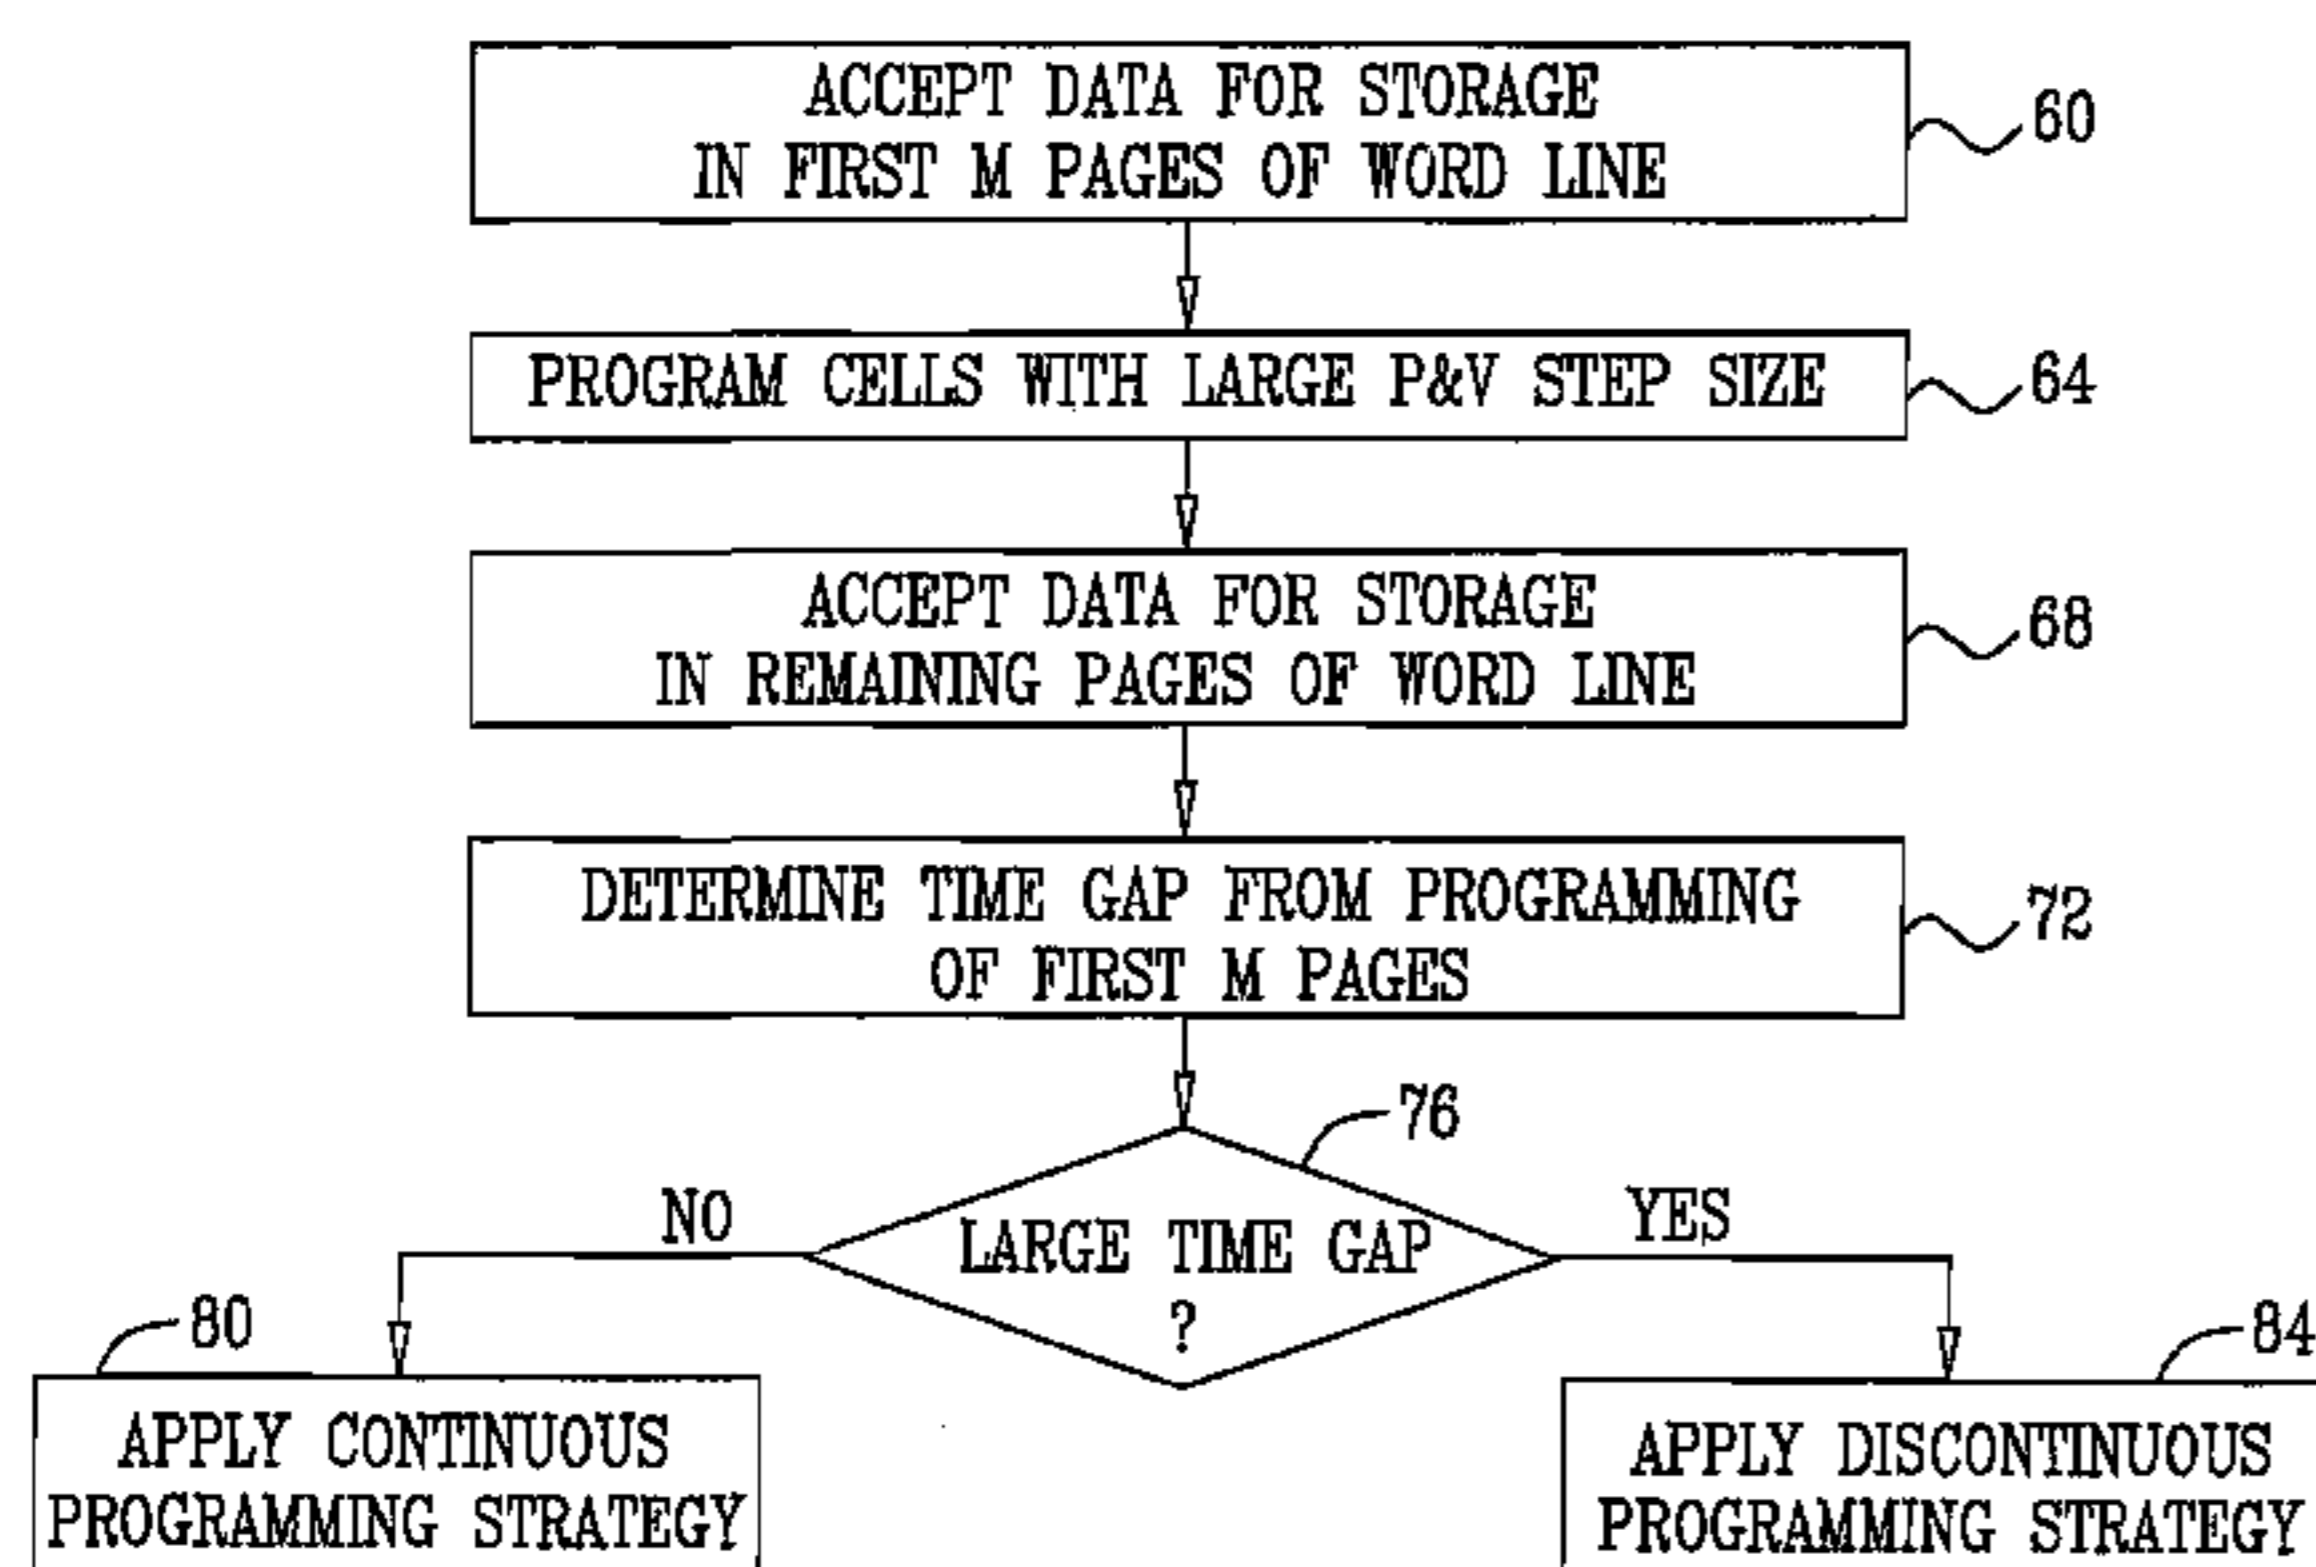 ACCEPT DATA FOR STORAGE
IN FIRST M PAGES OF WORD LINE
60
PROGRAM CELLS WITH LARGE P&V STEP SIZE
64
ACCEPT DATA FOR STORAGE
IN REMAINING PAGES OF WORD LINE
68
DETERMINE TIME GAP FROM PROGRAMMING
OF FIRST M PAGES
72
76
NO
YES
LARGE TIME GAP
?
80
84
APPLY CONTINUOUS
PROGRAMMING STRATEGY
APPLY DISCONTINUOUS
PROGRAMMING STRATEGY